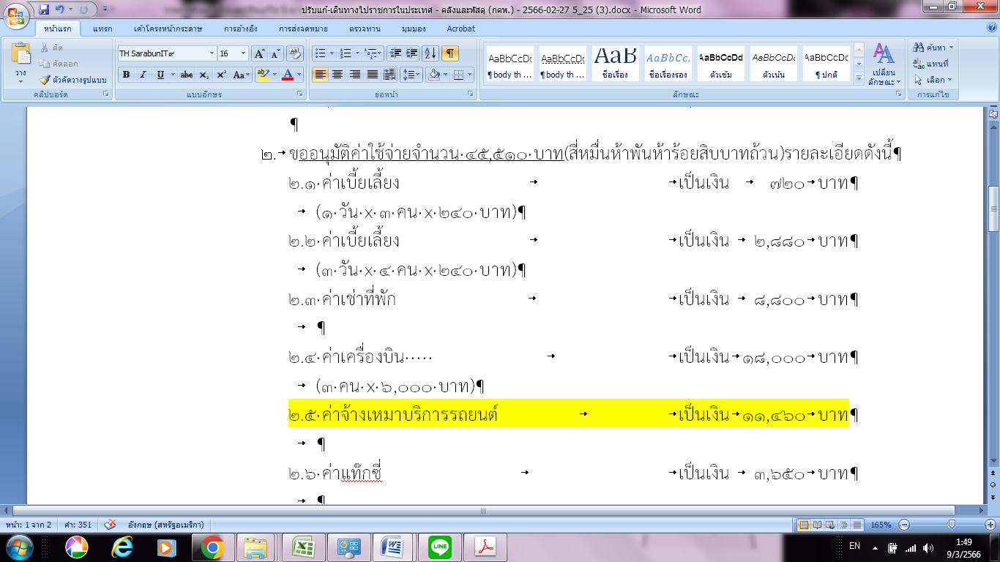 ปรับแก้-เดินทางไปราชการในประเทศ - คลังและพัสดุ (กคพ.) - 2566-02-27 5_25 (3).docx - Microsoft Word
หน้าแรก แทรก เค้าโครงหน้ากระดาษ การอ้างอิง การส่งจดหมาย ตรวจทาน มุมมอง Acrobat
วาง ตัด คัดลอก ตัวคัดวางรูปแบบ
TH SarabunIT๙ 16
AaBbCcDc AaBbCcDc AaB AaBbCc. AaBbCcDd AaBbCcDc AaBbCcDc
¶ body th ... ¶ body th ... ชื่อเรื่อง ชื่อเรื่องรอง ตัวเข้ม ตัวเน้น ¶ ปกติ
เปลี่ยนลักษณะ
ค้นหา
แทนที่
เลือก
คลิปบอร์ด แบบอักษร ย่อหน้า ลักษณะ การแก้ไข
¶
๒.→ขออนุมัติค่าใช้จ่ายจำนวน·๔๕,๕๑๐·บาท(สี่หมื่นห้าพันห้าร้อยสิบบาทถ้วน)รายละเอียดดังนี้¶
๒.๑·ค่าเบี้ยเลี้ยง → →เป็นเงิน → ๗๒๐→บาท¶
→ (๑·วัน·x·๓·คน·x·๒๔๐·บาท)¶
๒.๒·ค่าเบี้ยเลี้ยง → →เป็นเงิน → ๒,๘๘๐→บาท¶
→ (๓·วัน·x·๔·คน·x·๒๔๐·บาท)¶
๒.๓·ค่าเช่าที่พัก → →เป็นเงิน → ๘,๘๐๐→บาท¶
→ ¶
๒.๔·ค่าเครื่องบิน····· → →เป็นเงิน→๑๘,๐๐๐→บาท¶
→ (๓·คน·x·๖,๐๐๐·บาท)¶
๒.๕·ค่าจ้างเหมาบริการรถยนต์ → →เป็นเงิน→๑๑,๔๖๐→บาท¶
→ ¶
๒.๖·ค่าแท๊กซี่ → →เป็นเงิน → ๓,๖๕๐→บาท¶
→ ¶
หน้า: 1 จาก 2 คำ: 351 อังกฤษ (สหรัฐอเมริกา) 165%
LINE EN 1:49
9/3/2566